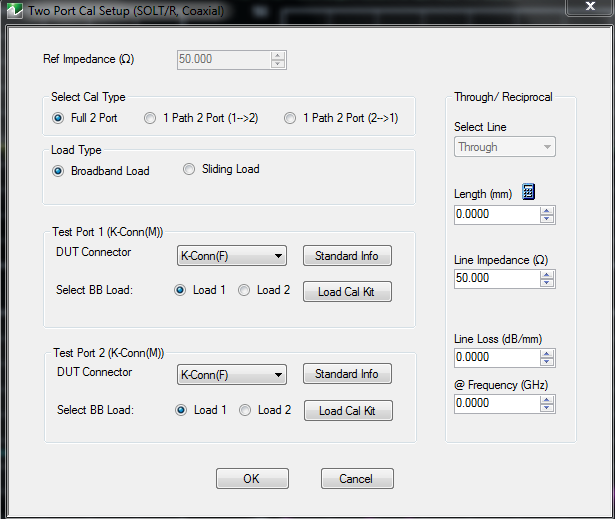 Two Port Cal Setup (SOLT/R, Coaxial)
Ref Impedance (Ω)
50.000
Select Cal Type
Full 2 Port
1 Path 2 Port (1-->2)
1 Path 2 Port (2-->1)
Load Type
Broadband Load
Sliding Load
Test Port 1 (K-Conn(M))
DUT Connector
K-Conn(F)
Standard Info
Select BB Load:
Load 1
Load 2
Load Cal Kit
Test Port 2 (K-Conn(M))
DUT Connector
K-Conn(F)
Standard Info
Select BB Load:
Load 1
Load 2
Load Cal Kit
Through/ Reciprocal
Select Line
Through
Length (mm)
0.0000
Line Impedance (Ω)
50.000
Line Loss (dB/mm)
0.0000
@ Frequency (GHz)
0.0000
OK
Cancel